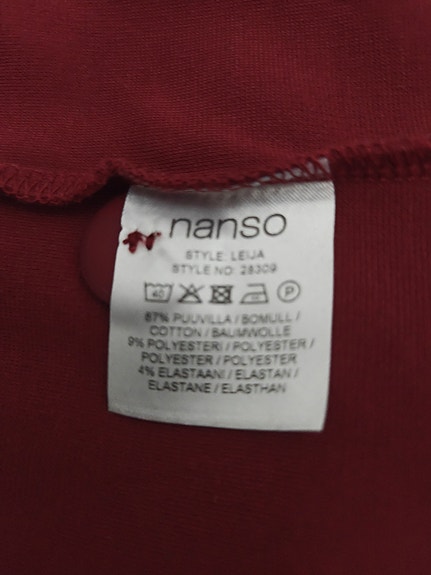 nanso
STYLE: LEIJA
STYLE NO: 28309
40 P
87% PUUVILLA / BOMULL /
COTTON / BAUMWOLLE
9% POLYESTERI / POLYESTER /
POLYESTER / POLYESTER
4% ELASTAANI / ELASTAN /
ELASTANE / ELASTHAN